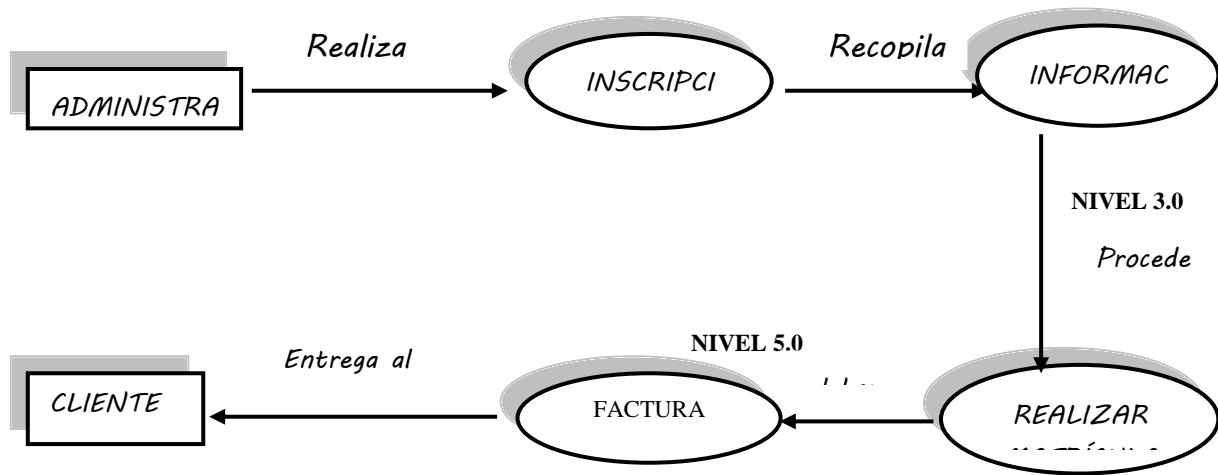 Realiza
Recopila
ADMINISTRA
INSCRIPCI
INFORMAC
NIVEL 3.0
Procede
NIVEL 5.0
Entrega al
CLIENTE
FACTURA
REALIZAR